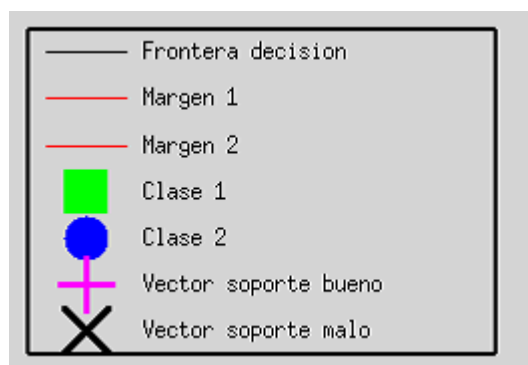 Frontera decision
Margen 1
Margen 2
Clase 1
Clase 2
Vector soporte bueno
Vector soporte malo